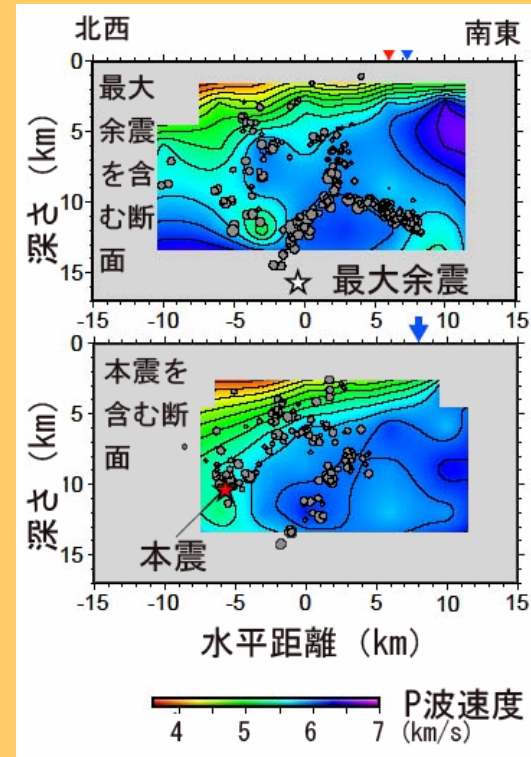 北西
南東
0
5
10
15
深さ (km)
最大
余震
を含
む断
面
最大余震
-15 -10 -5 0 5 10 15
0
5
10
15
深さ (km)
本震を
含む断
面
本震
-15 -10 -5 0 5 10 15
水平距離 (km)
P波速度
4 5 6 7 (km/s)